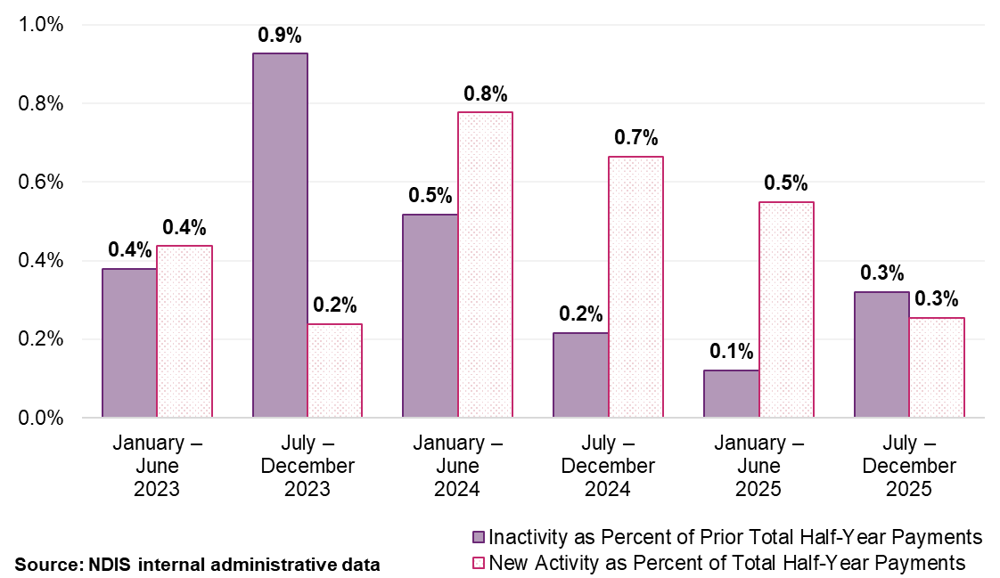 1.0%
0.8%
0.6%
0.4%
0.2%
0.0%
0.4%
0.4%
0.9%
0.2%
0.5%
0.8%
0.2%
0.7%
0.1%
0.5%
0.3%
0.3%
January –
June
2023
July –
December
2023
January –
June
2024
July –
December
2024
January –
June
2025
July –
December
2025
Inactivity as Percent of Prior Total Half-Year Payments
New Activity as Percent of Total Half-Year Payments
Source: NDIS internal administrative data